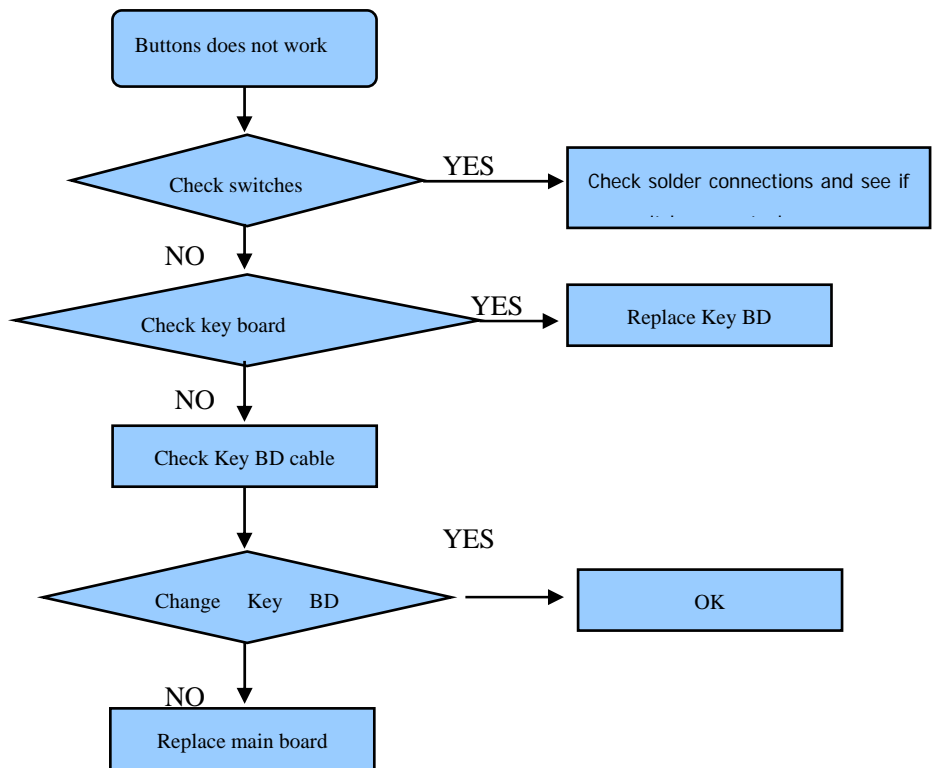 Buttons does not work
Check switches
YES
Check solder connections and see if
NO
Check key board
YES
Replace Key BD
NO
Check Key BD cable
YES
Change Key BD
OK
NO
Replace main board